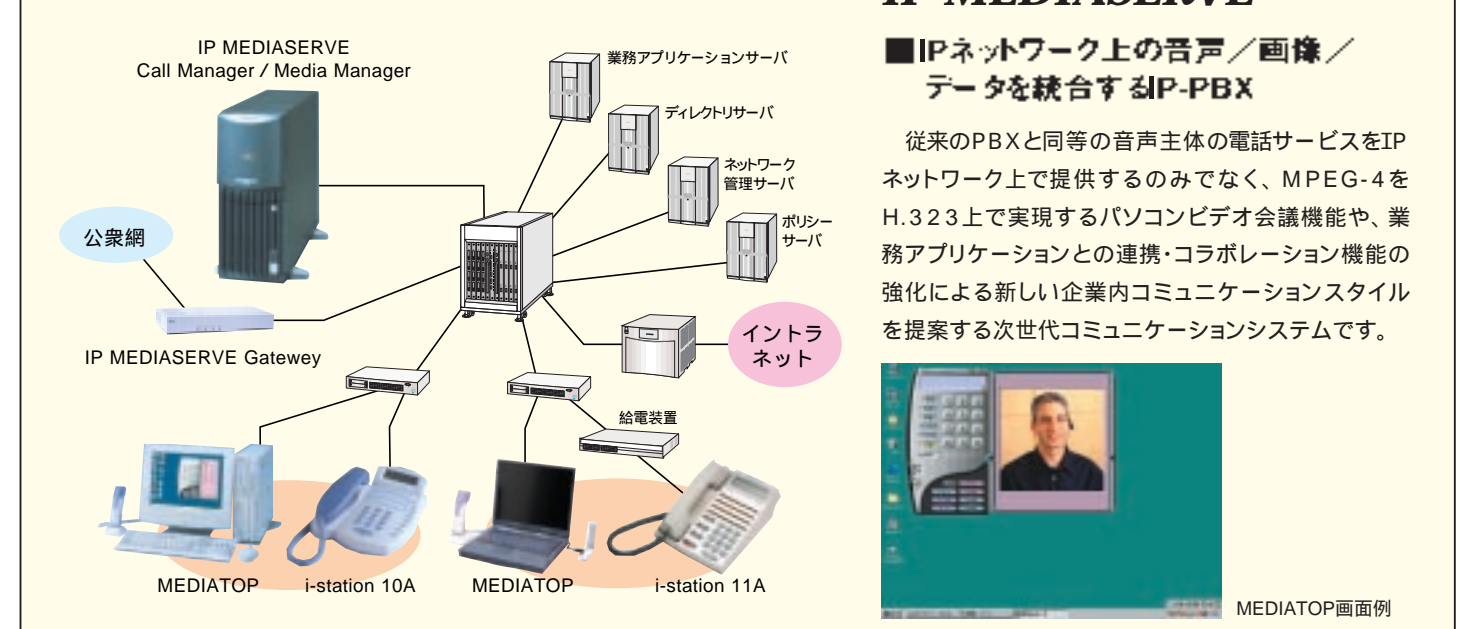 IP MEDIASERVE
■IPネットワーク上の音声／画像／
データを統合するIP-PBX
従来のPBXと同等の音声主体の電話サービスをIP
ネットワーク上で提供するのみでなく、MPEG-4を
H.323上で実現するパソコンビデオ会議機能や、業
務アプリケーションとの連携・コラボレーション機能の
強化による新しい企業内コミュニケーションスタイル
を提案する次世代コミュニケーションシステムです。
IP MEDIASERVE
Call Manager / Media Manager
業務アプリケーションサーバ
ディレクトリサーバ
ネットワーク
管理サーバ
ポリシー
サーバ
公衆網
IP MEDIASERVE Gatewey
イントラ
ネット
給電装置
MEDIATOP
i-station 10A
MEDIATOP
i-station 11A
MEDIATOP画面例